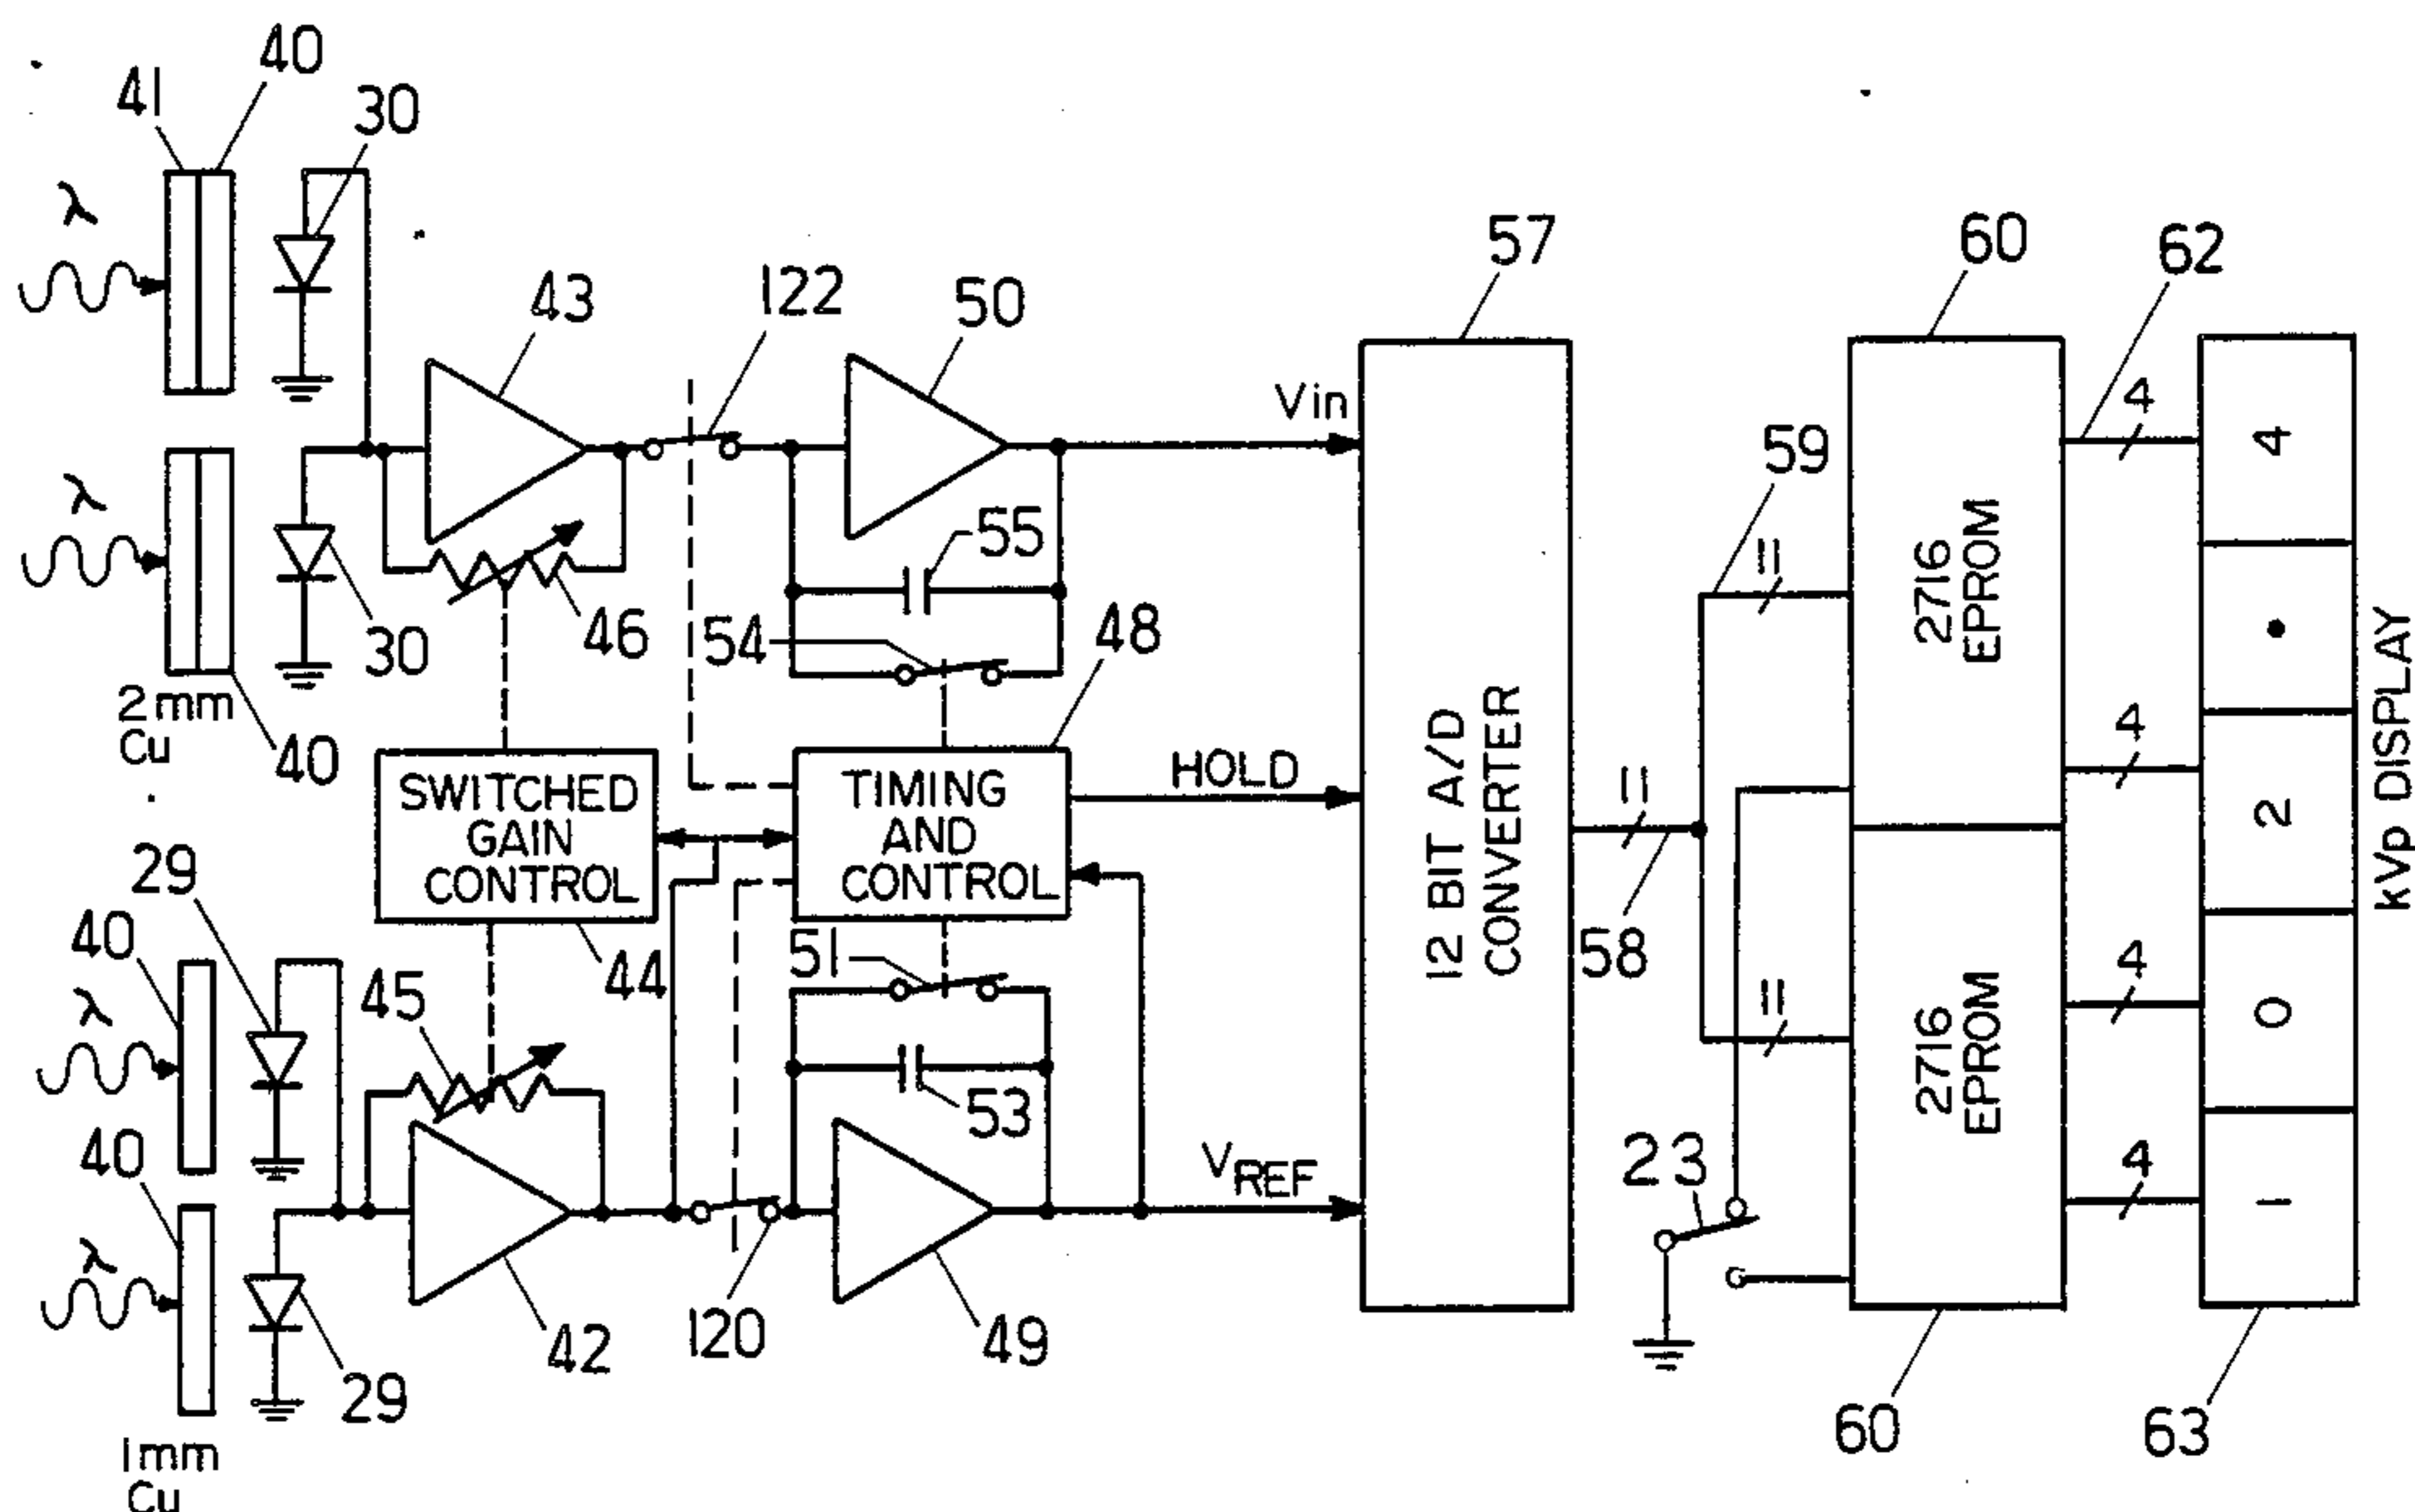 41
40
30
λ
43
122
50
Vin
57
60
62
4
4
λ
30
46
55
54
48
59
11
2716
EPROM
•
2mm
Cu
40
SWITCHED
GAIN
CONTROL
TIMING
AND
CONTROL
HOLD
12 BIT A/D
CONVERTER
11
58
4
2
kVp DISPLAY
29
40
λ
44
45
51
53
11
2716
EPROM
4
0
40
λ
VREF
23
4
1
29
42
120
49
60
63
1mm
Cu